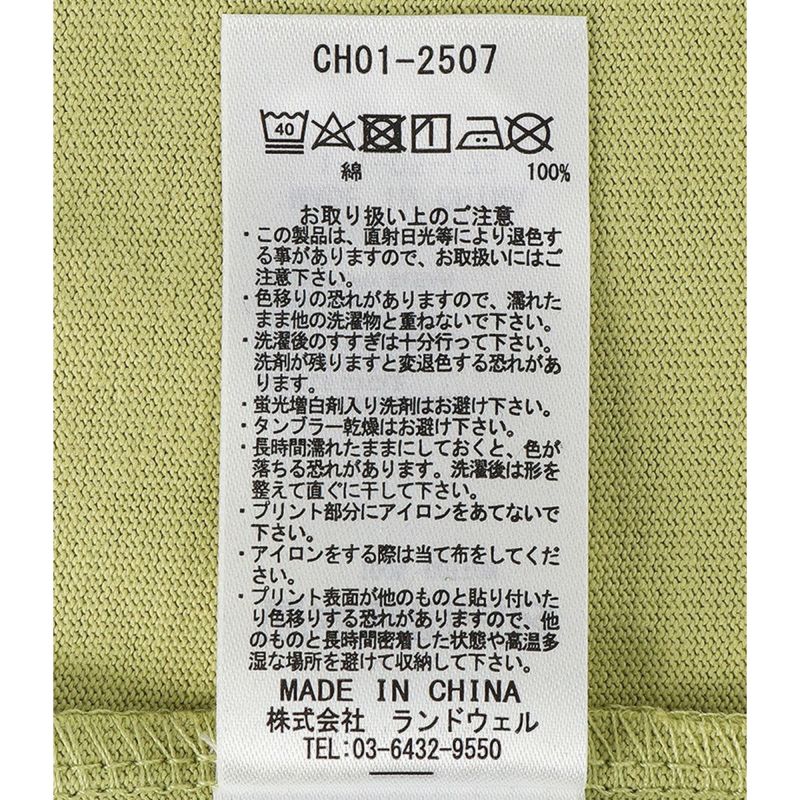 CH01-2507
40
綿 100%
お取り扱い上のご注意
・この製品は、直射日光等により退色す
る事がありますので、お取扱いにはご
注意下さい。
・色移りの恐れがありますので、濡れた
まま他の洗濯物と重ねないで下さい。
・洗濯後のすすぎは十分行って下さい。
洗剤が残りますと変退色する恐れがあ
ります。
・蛍光増白剤入り洗剤はお避け下さい。
・タンブラー乾燥はお避け下さい。
・長時間濡れたままにしておくと、色が
落ちる恐れがあります。洗濯後は形を
整えて直ぐに干して下さい。
・プリント部分にアイロンをあてないで
下さい。
・アイロンをする際は当て布をしてくだ
さい。
・プリント表面が他のものと貼り付いた
り色移りする恐れがありますので、他
のものと長時間密着した状態や高温多
湿な場所を避けて収納して下さい。
MADE IN CHINA
株式会社 ランドウェル
TEL:03-6432-9550